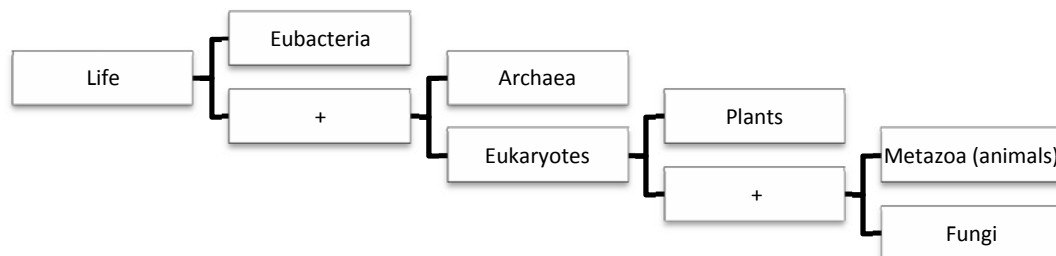 Life
Eubacteria
+
Archaea
Eukaryotes
Plants
+
Metazoa (animals)
Fungi